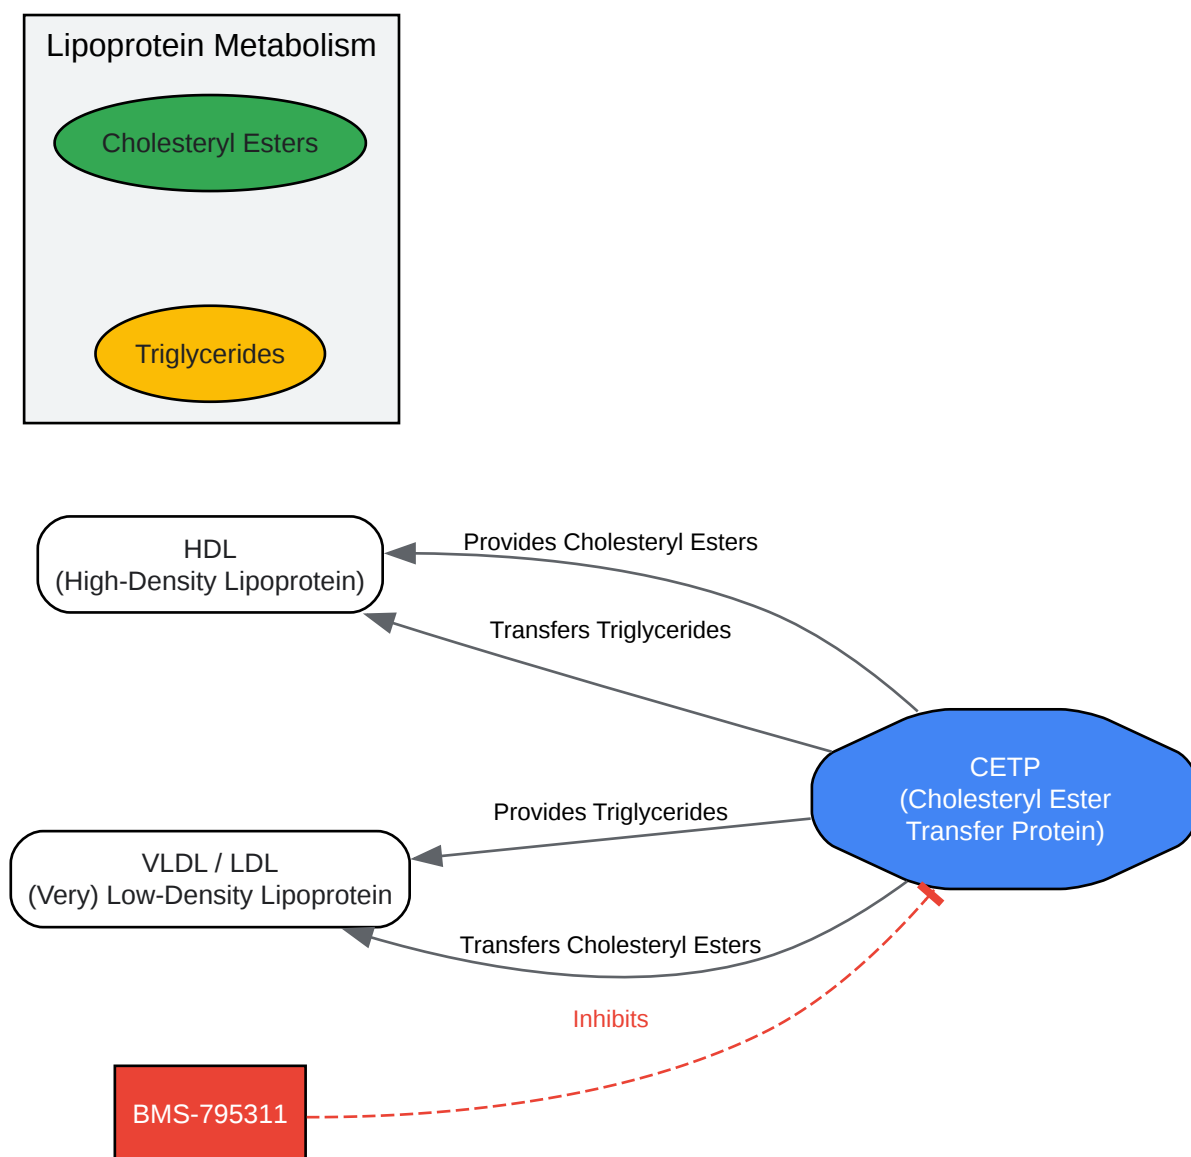 Lipoprotein Metabolism
Cholesteryl Esters
Triglycerides
HDL
(High-Density Lipoprotein)
Provides Cholesteryl Esters
Transfers Triglycerides
CETP
(Cholesteryl Ester
Transfer Protein)
Provides Triglycerides
VLDL / LDL
(Very) Low-Density Lipoprotein
Transfers Cholesteryl Esters
Inhibits
BMS-795311